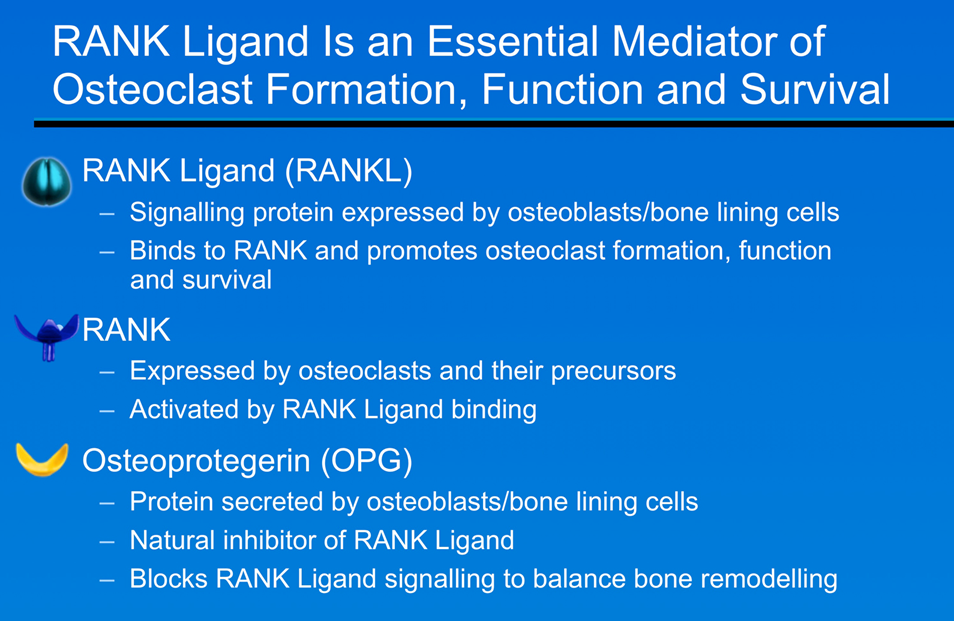 RANK Ligand Is an Essential Mediator of
Osteoclast Formation, Function and Survival
RANK Ligand (RANKL)
– Signalling protein expressed by osteoblasts/bone lining cells
– Binds to RANK and promotes osteoclast formation, function
and survival
RANK
– Expressed by osteoclasts and their precursors
– Activated by RANK Ligand binding
Osteoprotegerin (OPG)
– Protein secreted by osteoblasts/bone lining cells
– Natural inhibitor of RANK Ligand
– Blocks RANK Ligand signalling to balance bone remodelling